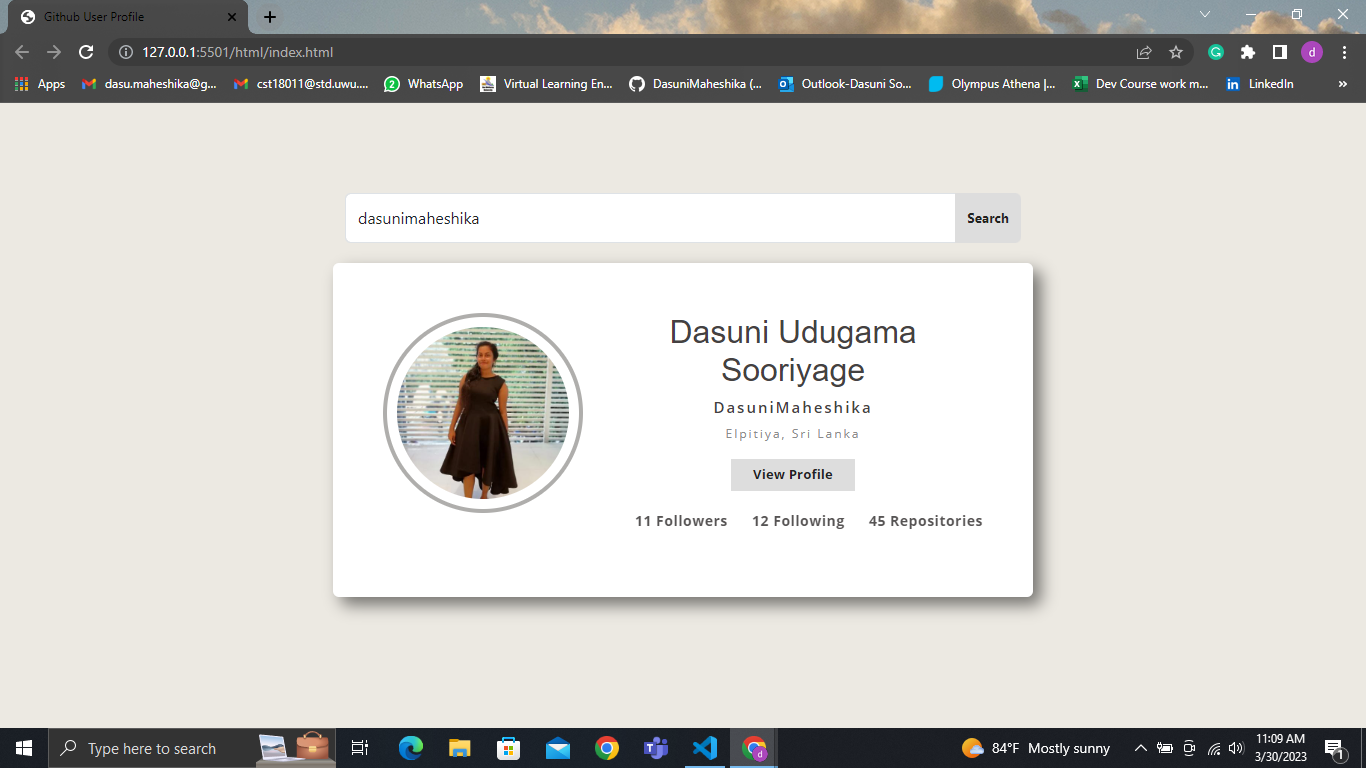 Github User Profile
127.0.0.1:5501/html/index.html
d
Apps
dasu.maheshika@g...
cst18011@std.uwu....
2
WhatsApp
Virtual Learning En...
DasuniMaheshika (...
Outlook-Dasuni So...
Olympus Athena |...
Dev Course work m...
in
LinkedIn
»
dasunimaheshika
Search
Dasuni Udugama
Sooriyage
DasuniMaheshika
Elpitiya, Sri Lanka
View Profile
11 Followers 12 Following 45 Repositories
Type here to search
d
84°F Mostly sunny
11:09 AM
3/30/2023
1